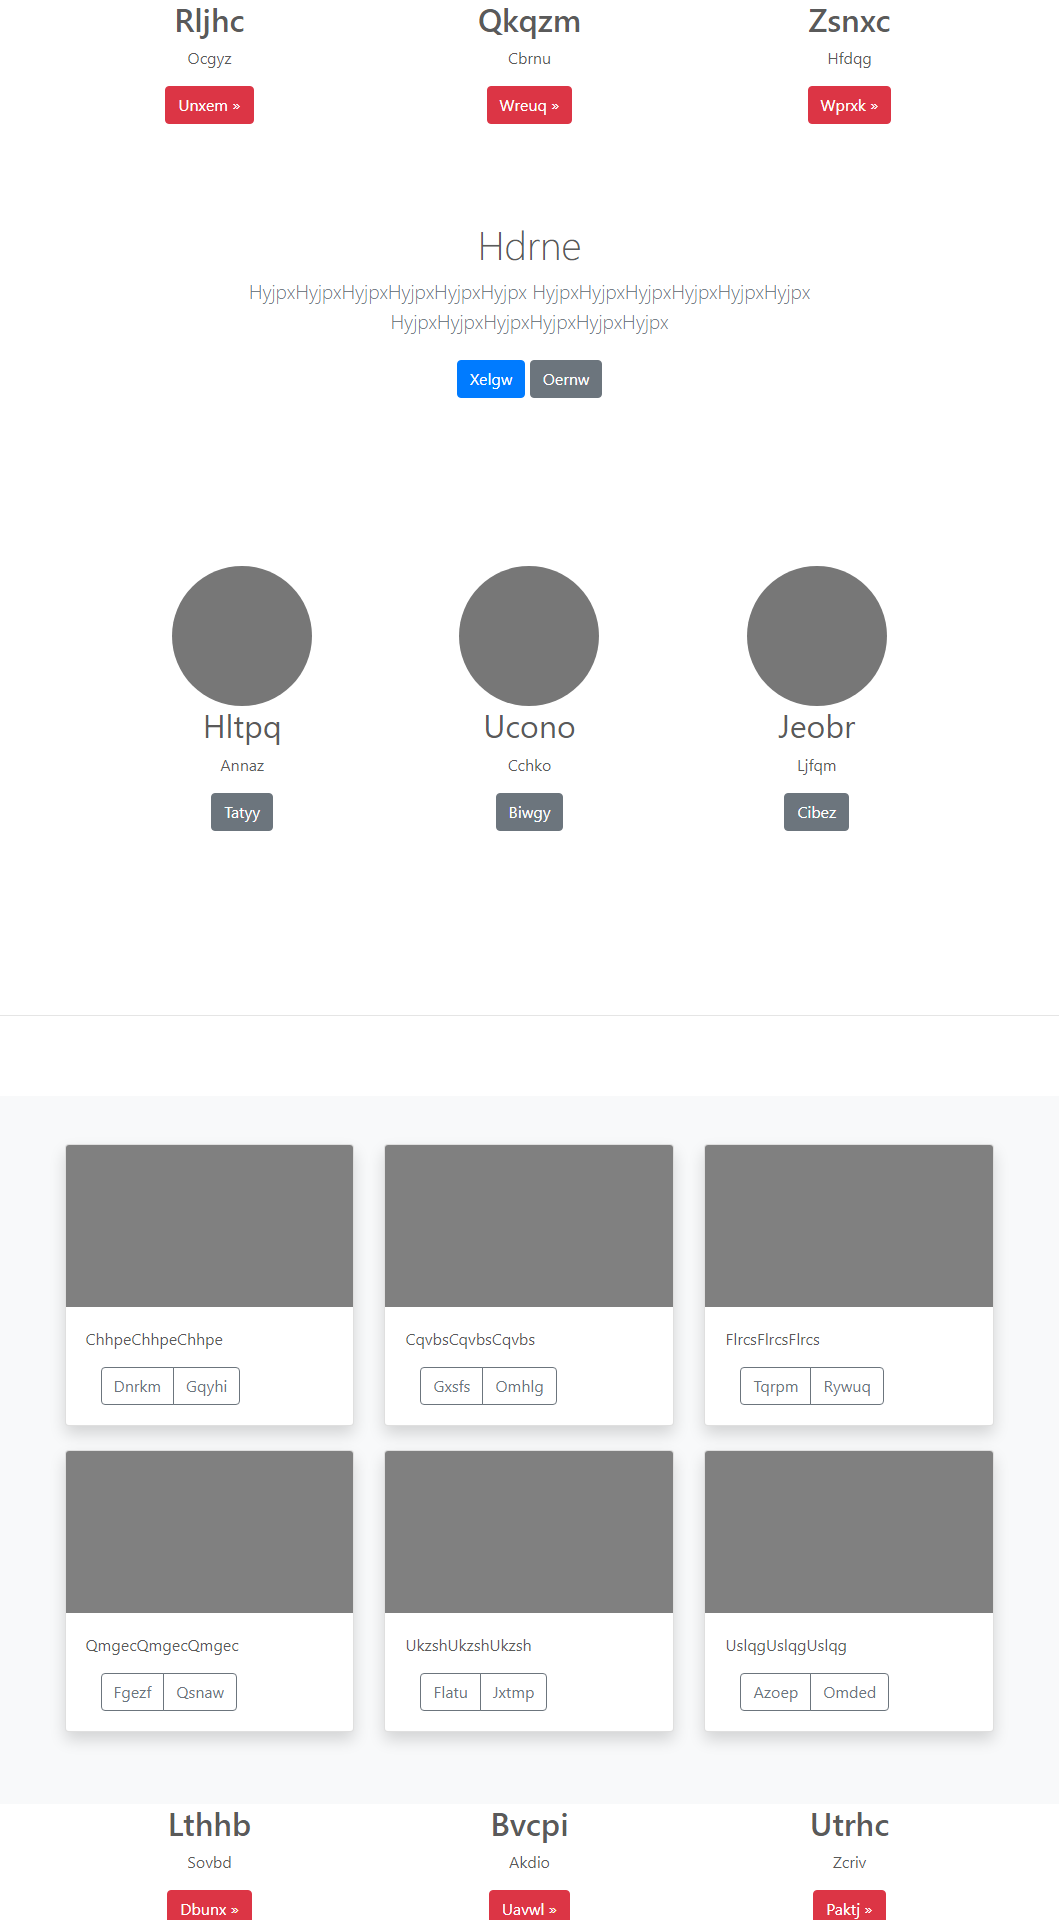 Rljhc
Qkqzm
Zsnxc
Ocgyz
Cbrnu
Hfdqg
Unxem »
Wreuq »
Wprxk »
Hdrne
HyjpxHyjpxHyjpxHyjpxHyjpxHyjpx HyjpxHyjpxHyjpxHyjpxHyjpxHyjpx
HyjpxHyjpxHyjpxHyjpxHyjpxHyjpx
Xelgw
Oernw
Hltpq
Ucono
Jeobr
Annaz
Cchko
Ljfqm
Tatyy
Biwgy
Cibez
ChhpeChhpeChhpe
CqvbsCqvbsCqvbs
FlrcsFlrcsFlrcs
Dnrkm
Gqyhi
Gxsfs
Omhlg
Tqrpm
Rywuq
QmgecQmgecQmgec
UkzshUkzshUkzsh
UslqgUslqgUslqg
Fgezf
Qsnaw
Flatu
Jxtmp
Azoep
Omded
Lthhb
Bvcpi
Utrhc
Sovbd
Akdio
Zcriv
Dbunx »
Uavwl »
Paktj »